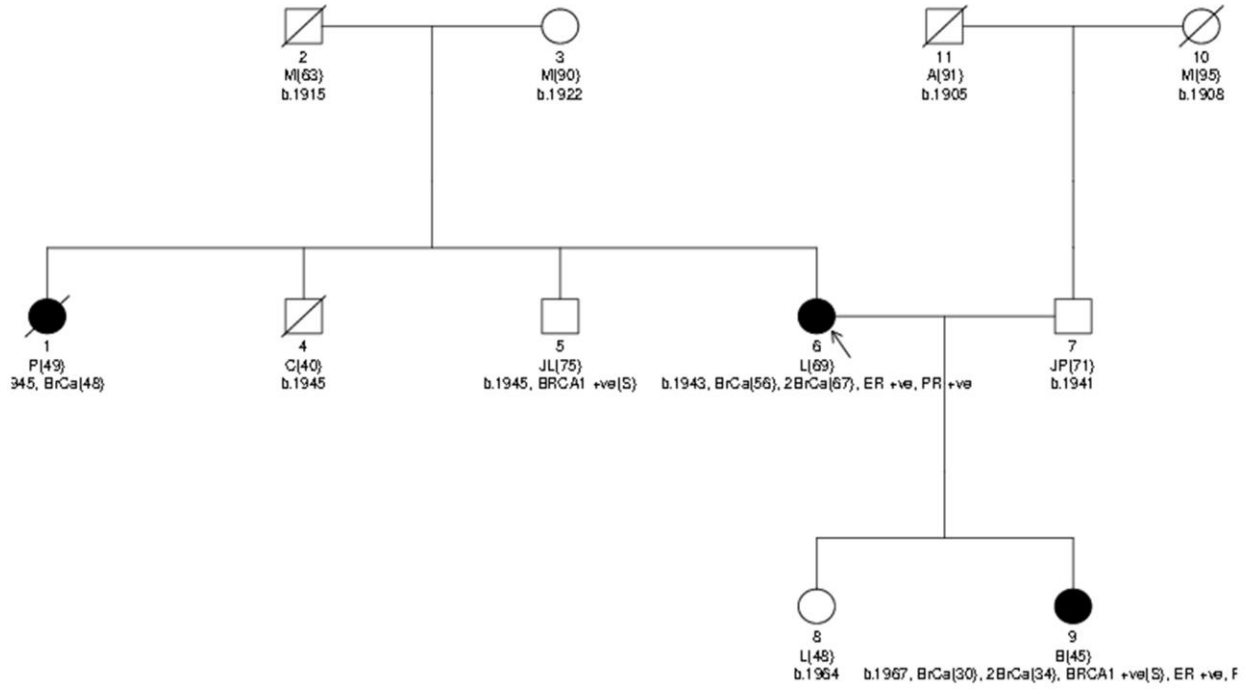 2
M(63)
b.1915
3
M(90)
b.1922
11
A(91)
b.1905
10
M(95)
b.1908
1
P(49)
945, BrCa(48)
4
C(40)
b.1945
5
JL(75)
b.1945, BRCA1 +ve(S)
6
L(69)
b.1943, BrCa(56), 2BrCa(67), ER +ve, PR +ve
7
JP(71)
b.1941
8
L(48)
b.1964
9
B(45)
b.1967, BrCa(30), 2BrCa(34), BRCA1 +ve(S), ER +ve, P